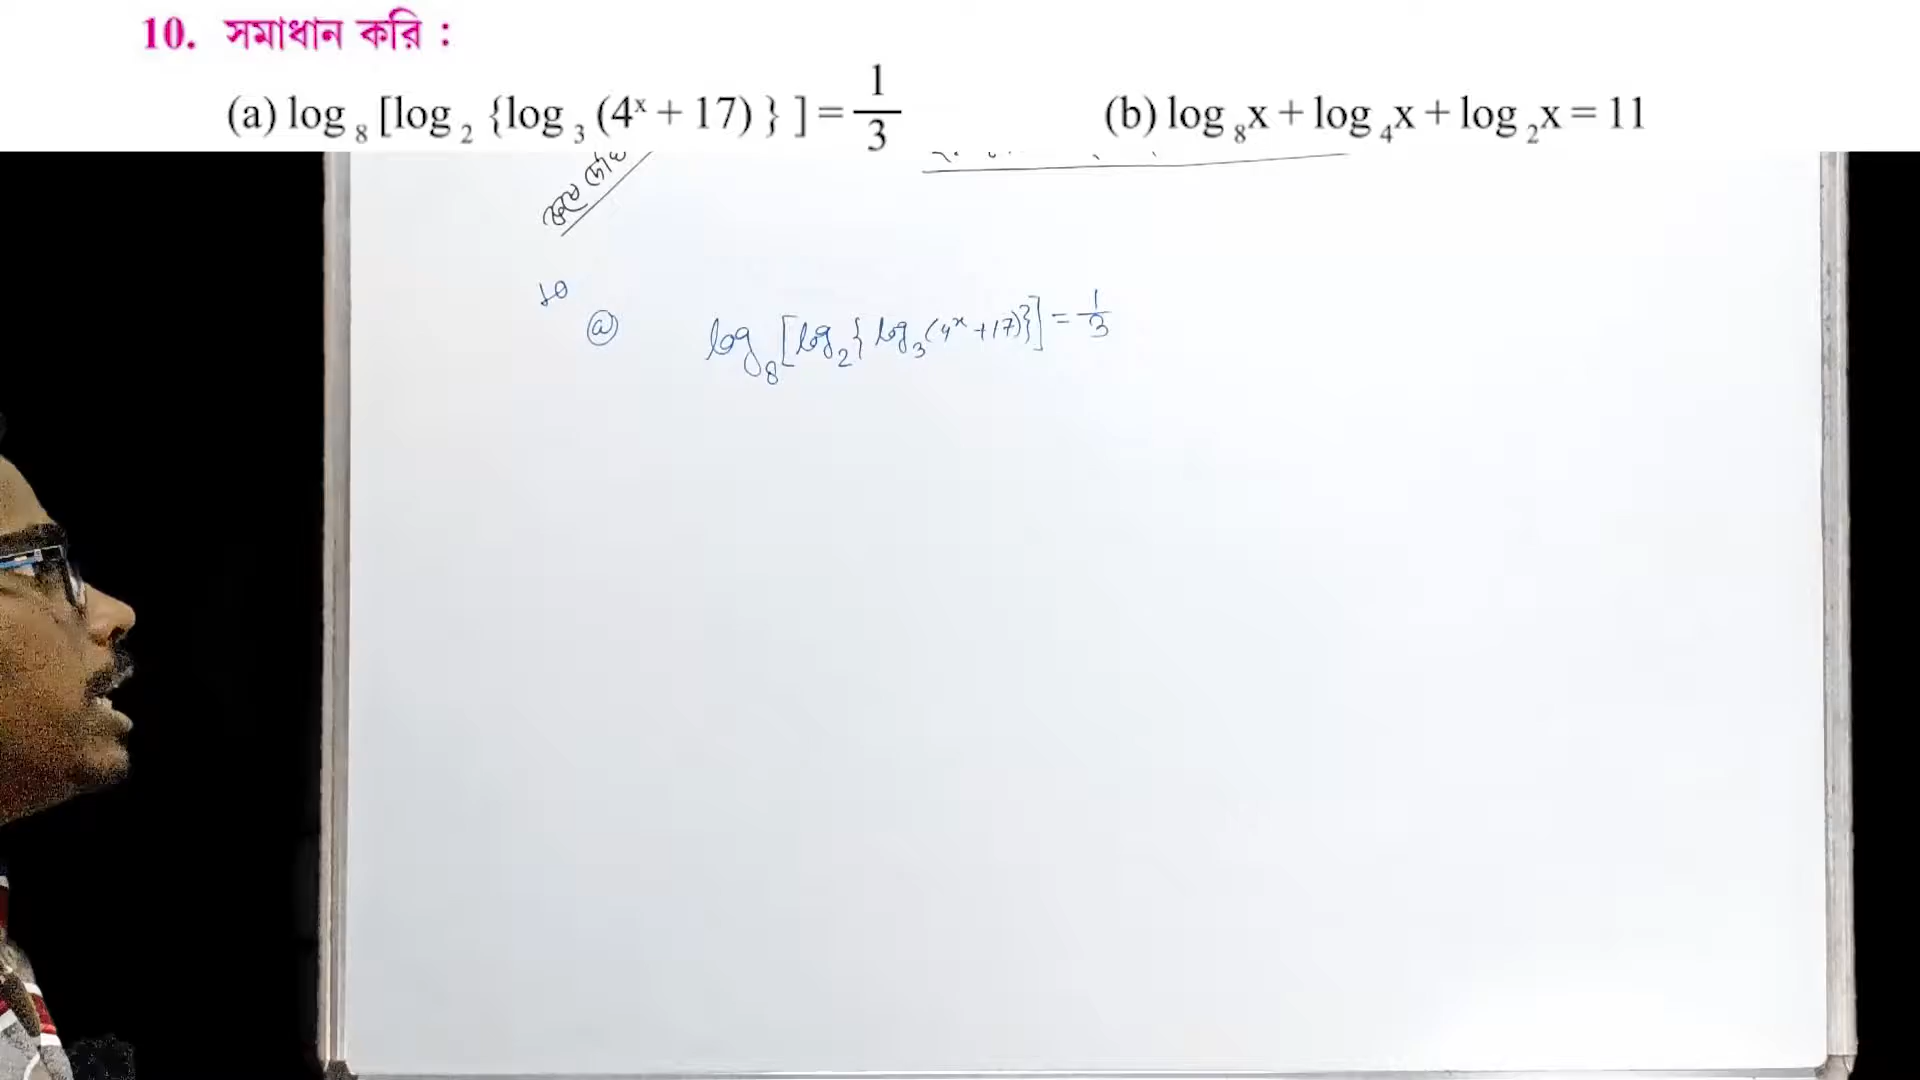 10. সমাধান করি :
(a) log ₈ [log ₂ {log ₃ (4ˣ + 17) } ] = 1/3 (b) log ₈x + log ₄x + log ₂x = 11
10
ⓐ log₈[log₂{log₃(4ˣ+17)}] = 1/3